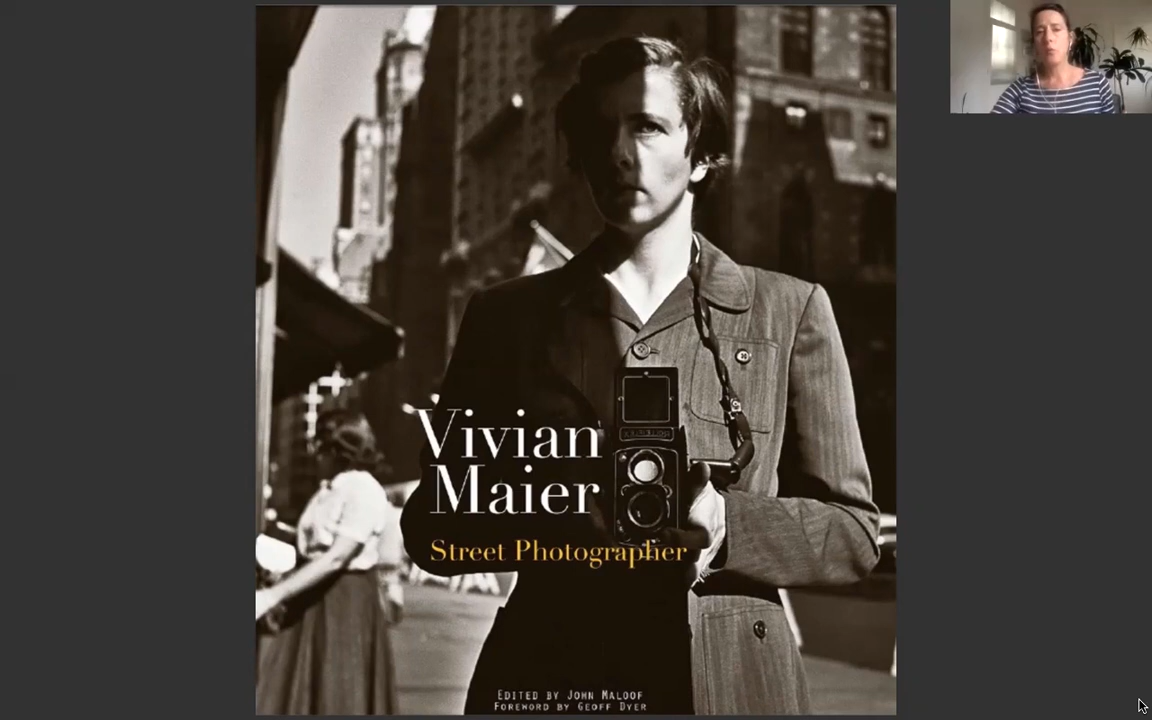 Vivian
Maier
Street Photographer
EDITED BY JOHN MALOOF
FOREWORD BY GEOFF DYER